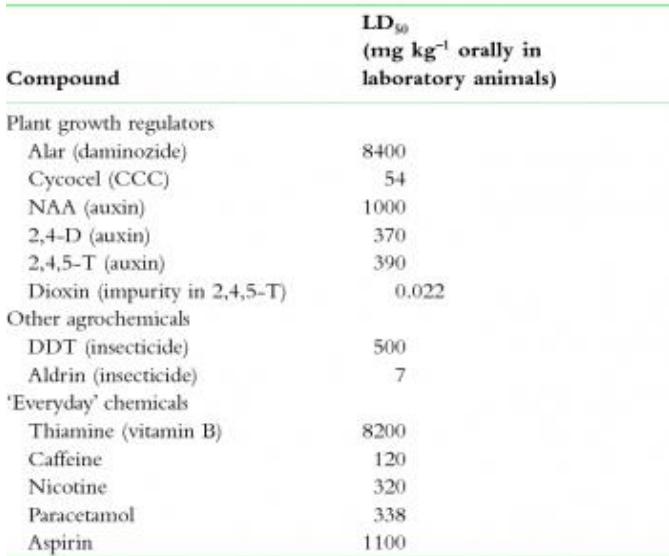 Compound LD50 (mg kg⁻¹ orally in laboratory animals)
Plant growth regulators
Alar (daminozide) 8400
Cycocel (CCC) 54
NAA (auxin) 1000
2,4-D (auxin) 370
2,4,5-T (auxin) 390
Dioxin (impurity in 2,4,5-T) 0.022
Other agrochemicals
DDT (insecticide) 500
Aldrin (insecticide) 7
‘Everyday’ chemicals
Thiamine (vitamin B) 8200
Caffeine 120
Nicotine 320
Paracetamol 338
Aspirin 1100